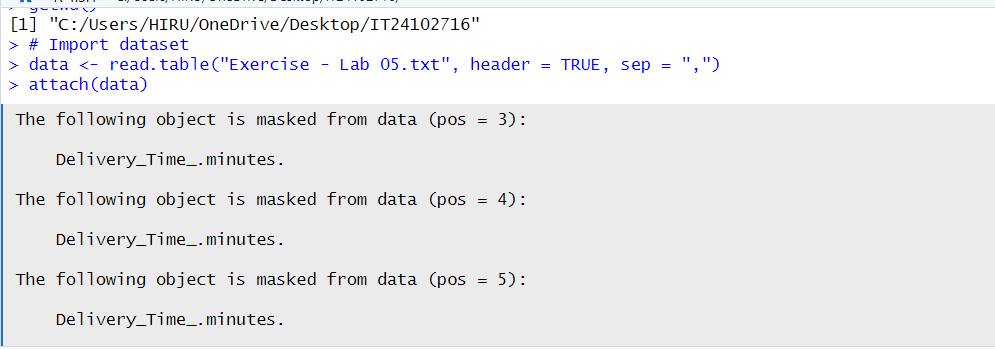 [1] "C:/Users/HIRU/OneDrive/Desktop/IT24102716"
> # Import dataset
> data <- read.table("Exercise - Lab 05.txt", header = TRUE, sep = ",")
> attach(data)
The following object is masked from data (pos = 3):
Delivery_Time_.minutes.
The following object is masked from data (pos = 4):
Delivery_Time_.minutes.
The following object is masked from data (pos = 5):
Delivery_Time_.minutes.